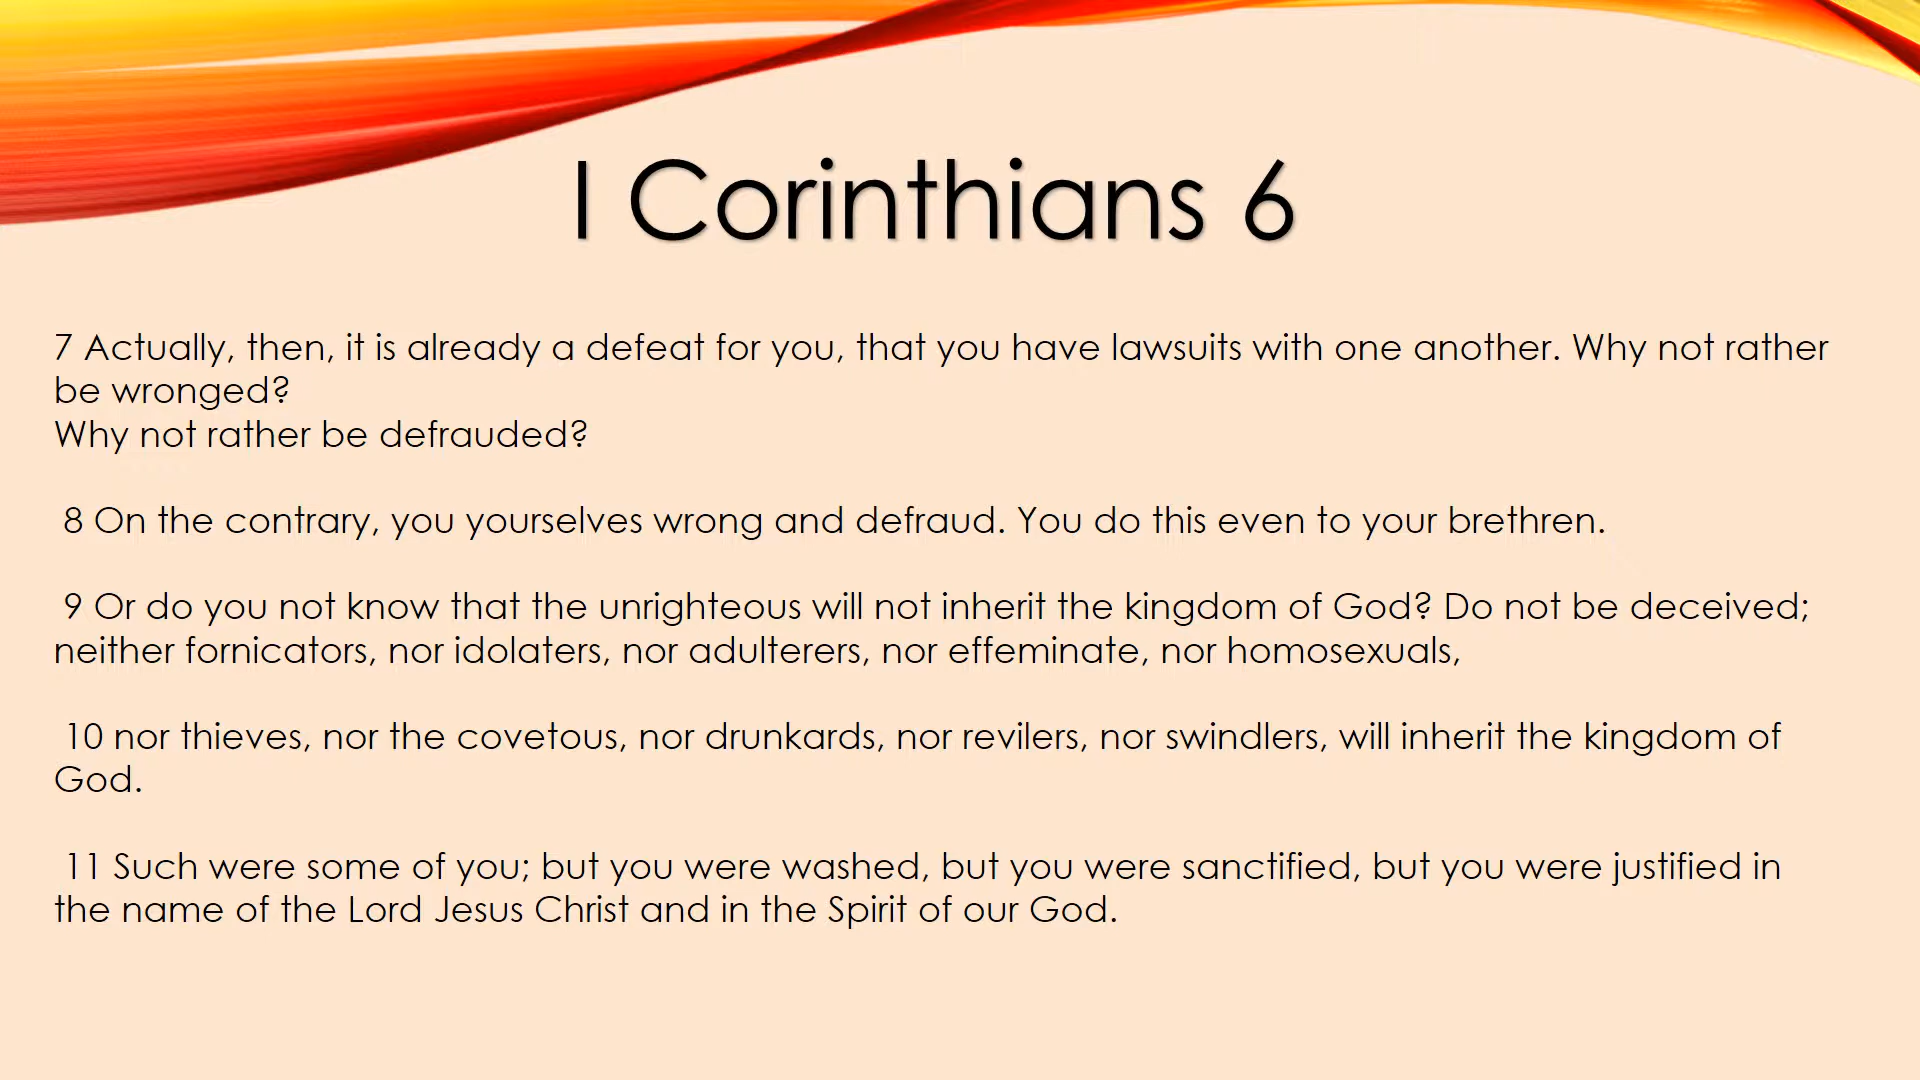 I Corinthians 6
7 Actually, then, it is already a defeat for you, that you have lawsuits with one another. Why not rather
be wronged?
Why not rather be defrauded?
8 On the contrary, you yourselves wrong and defraud. You do this even to your brethren.
9 Or do you not know that the unrighteous will not inherit the kingdom of God? Do not be deceived;
neither fornicators, nor idolaters, nor adulterers, nor effeminate, nor homosexuals,
10 nor thieves, nor the covetous, nor drunkards, nor revilers, nor swindlers, will inherit the kingdom of
God.
11 Such were some of you; but you were washed, but you were sanctified, but you were justified in
the name of the Lord Jesus Christ and in the Spirit of our God.